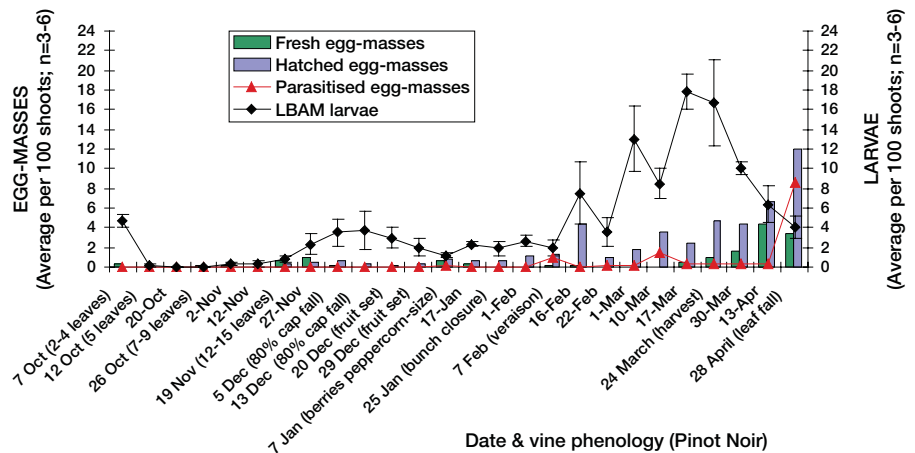 EGG-MASSES
(Average per 100 shoots; n=3-6)
24
22
20
18
16
14
12
10
8
6
4
2
0
Fresh egg-masses
Hatched egg-masses
Parasitised egg-masses
LBAM larvae
24
22
20
18
16
14
12
10
8
6
4
2
0
LARVAE
(Average per 100 shoots; n=3-6)
7 Oct (2-4 leaves)
12 Oct (5 leaves)
20-Oct
26 Oct (7-9 leaves)
2-Nov
12-Nov
19 Nov (12-15 leaves)
27-Nov
5 Dec (80% cap fall)
13 Dec (80% cap fall)
20 Dec (fruit set)
29 Dec (fruit set)
7 Jan (berries peppercorn-size)
17-Jan
25 Jan (bunch closure)
1-Feb
7 Feb (veraison)
16-Feb
22-Feb
1-Mar
10-Mar
17-Mar
24 March (harvest)
30-Mar
13-Apr
28 April (leaf fall)
Date & vine phenology (Pinot Noir)